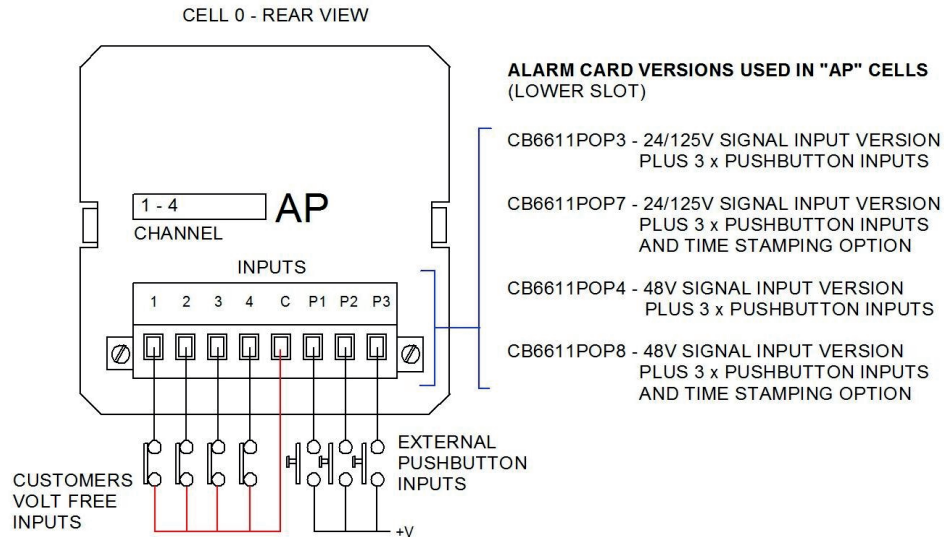 CELL 0 - REAR VIEW
ALARM CARD VERSIONS USED IN "AP" CELLS
(LOWER SLOT)
CB6611POP3 - 24/125V SIGNAL INPUT VERSION
PLUS 3 x PUSHBUTTON INPUTS
CB6611POP7 - 24/125V SIGNAL INPUT VERSION
PLUS 3 x PUSHBUTTON INPUTS
AND TIME STAMPING OPTION
CB6611POP4 - 48V SIGNAL INPUT VERSION
PLUS 3 x PUSHBUTTON INPUTS
CB6611POP8 - 48V SIGNAL INPUT VERSION
PLUS 3 x PUSHBUTTON INPUTS
AND TIME STAMPING OPTION
1 - 4 AP
CHANNEL
INPUTS
1 2 3 4 C P1 P2 P3
EXTERNAL
PUSHBUTTON
INPUTS
CUSTOMERS
VOLT FREE
INPUTS
+V